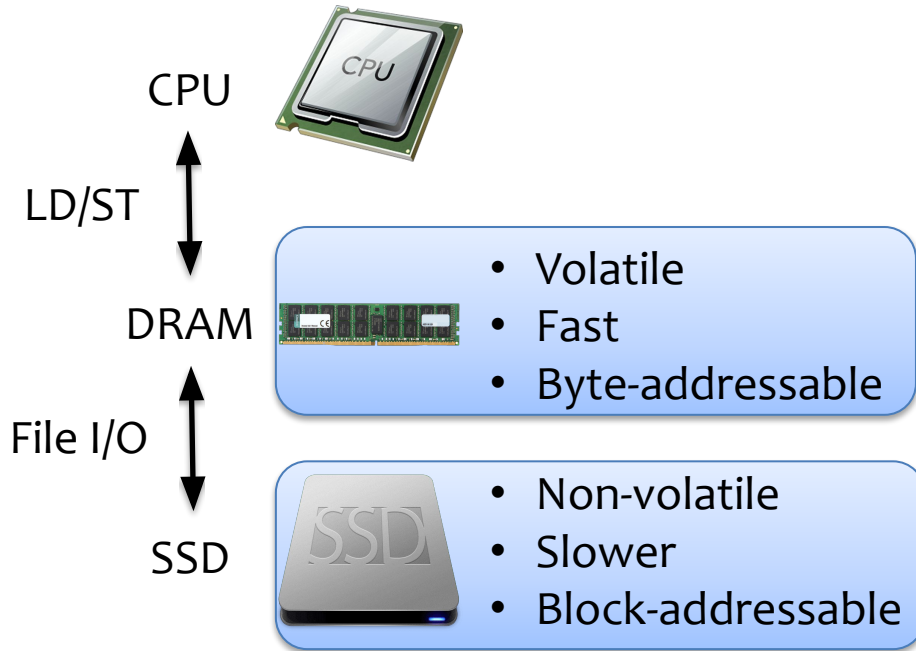 CPU
CPU
LD/ST
DRAM
• Volatile
• Fast
• Byte-addressable
File I/O
SSD
SSD
• Non-volatile
• Slower
• Block-addressable